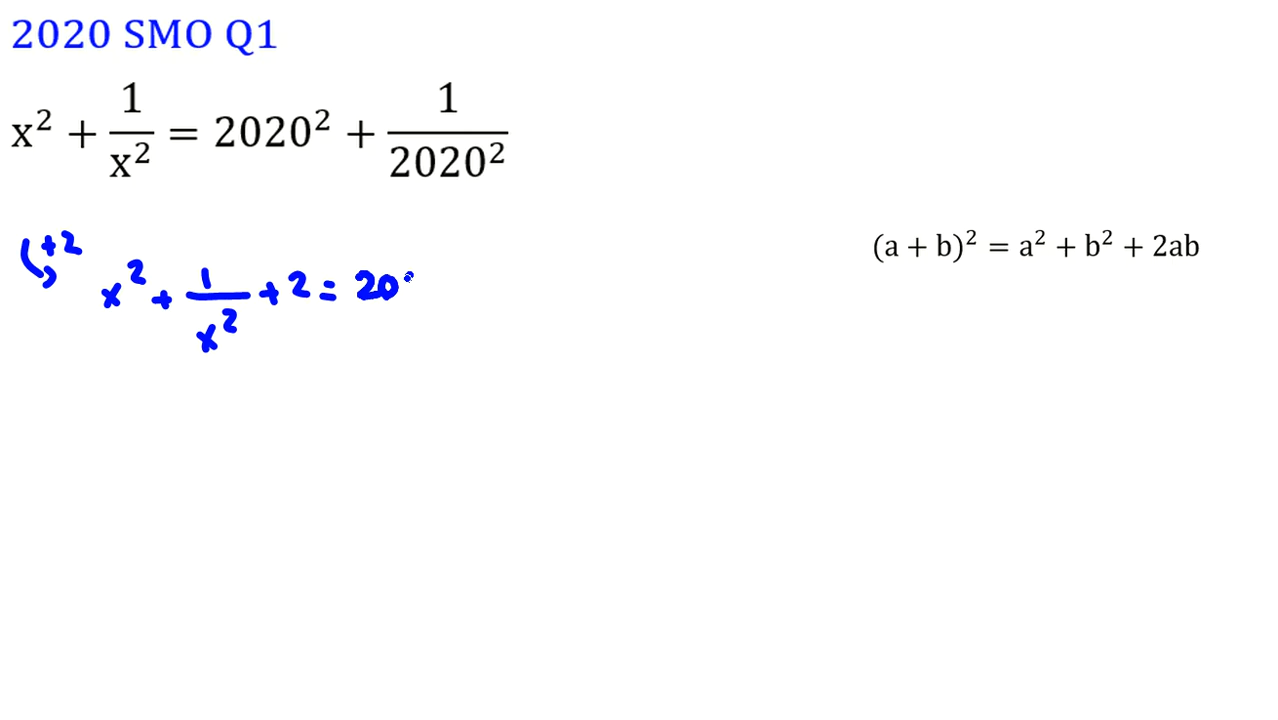 2020 SMO Q1
x² + 1/x² = 2020² + 1/2020²
+2
(a + b)² = a² + b² + 2ab
x² + 1/x² + 2 = 20